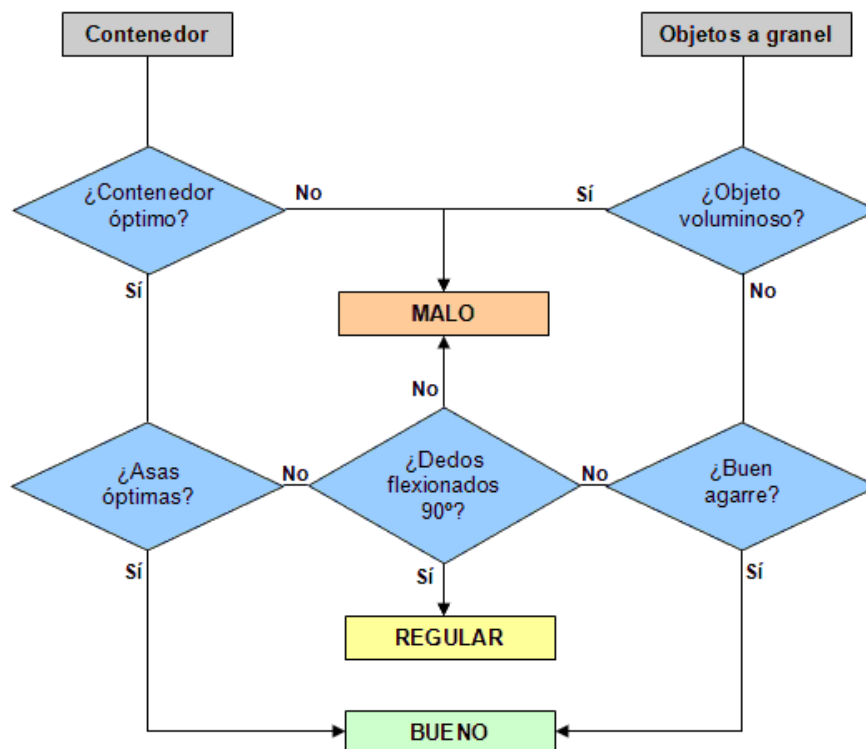 Contenedor
Objetos a granel
¿Contenedor
óptimo?
No
Sí
¿Objeto
voluminoso?
Sí
No
MALO
No
¿Asas
óptimas?
No
¿Dedos
flexionados
90º?
No
¿Buen
agarre?
Sí
Sí
Sí
REGULAR
BUENO